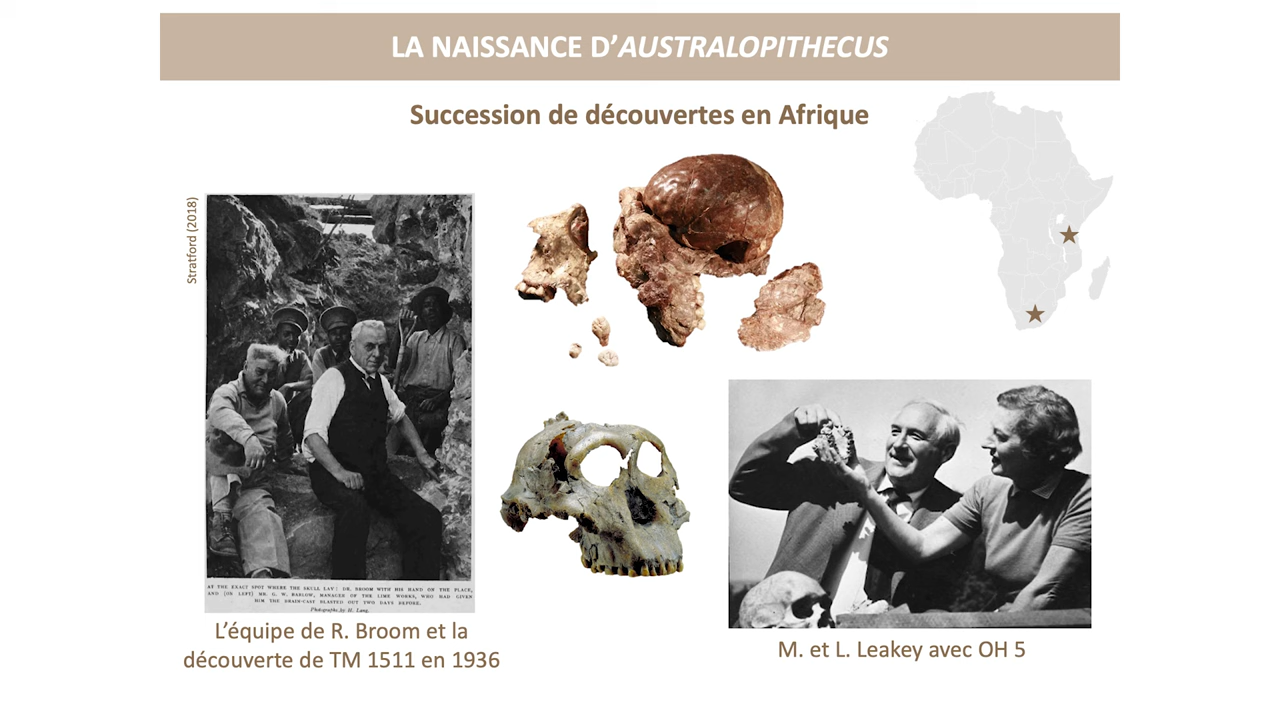 LA NAISSANCE D’AUSTRALOPITHECUS
Succession de découvertes en Afrique
Stratford (2018)
AT THE EXACT SPOT WHERE THE SKULL LAY: DR. BROOM WITH HIS HAND ON THE PLACE,
AND (ON LEFT) MR. G. W. BARLOW, MANAGER OF THE LIME WORKS, WHO HAD GIVEN
HIM THE BRAIN-CAST BLASTED OUT TWO DAYS BEFORE.
Photographs by H. Lang.
L’équipe de R. Broom et la
découverte de TM 1511 en 1936
M. et L. Leakey avec OH 5